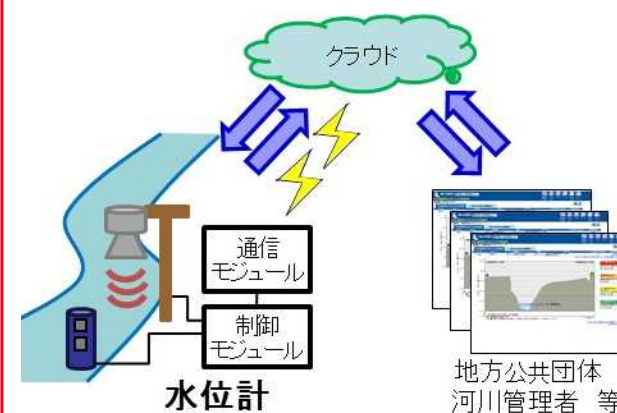 クラウド
通信
モジュール
制御
モジュール
水位計
地方公共団体
河川管理者 等